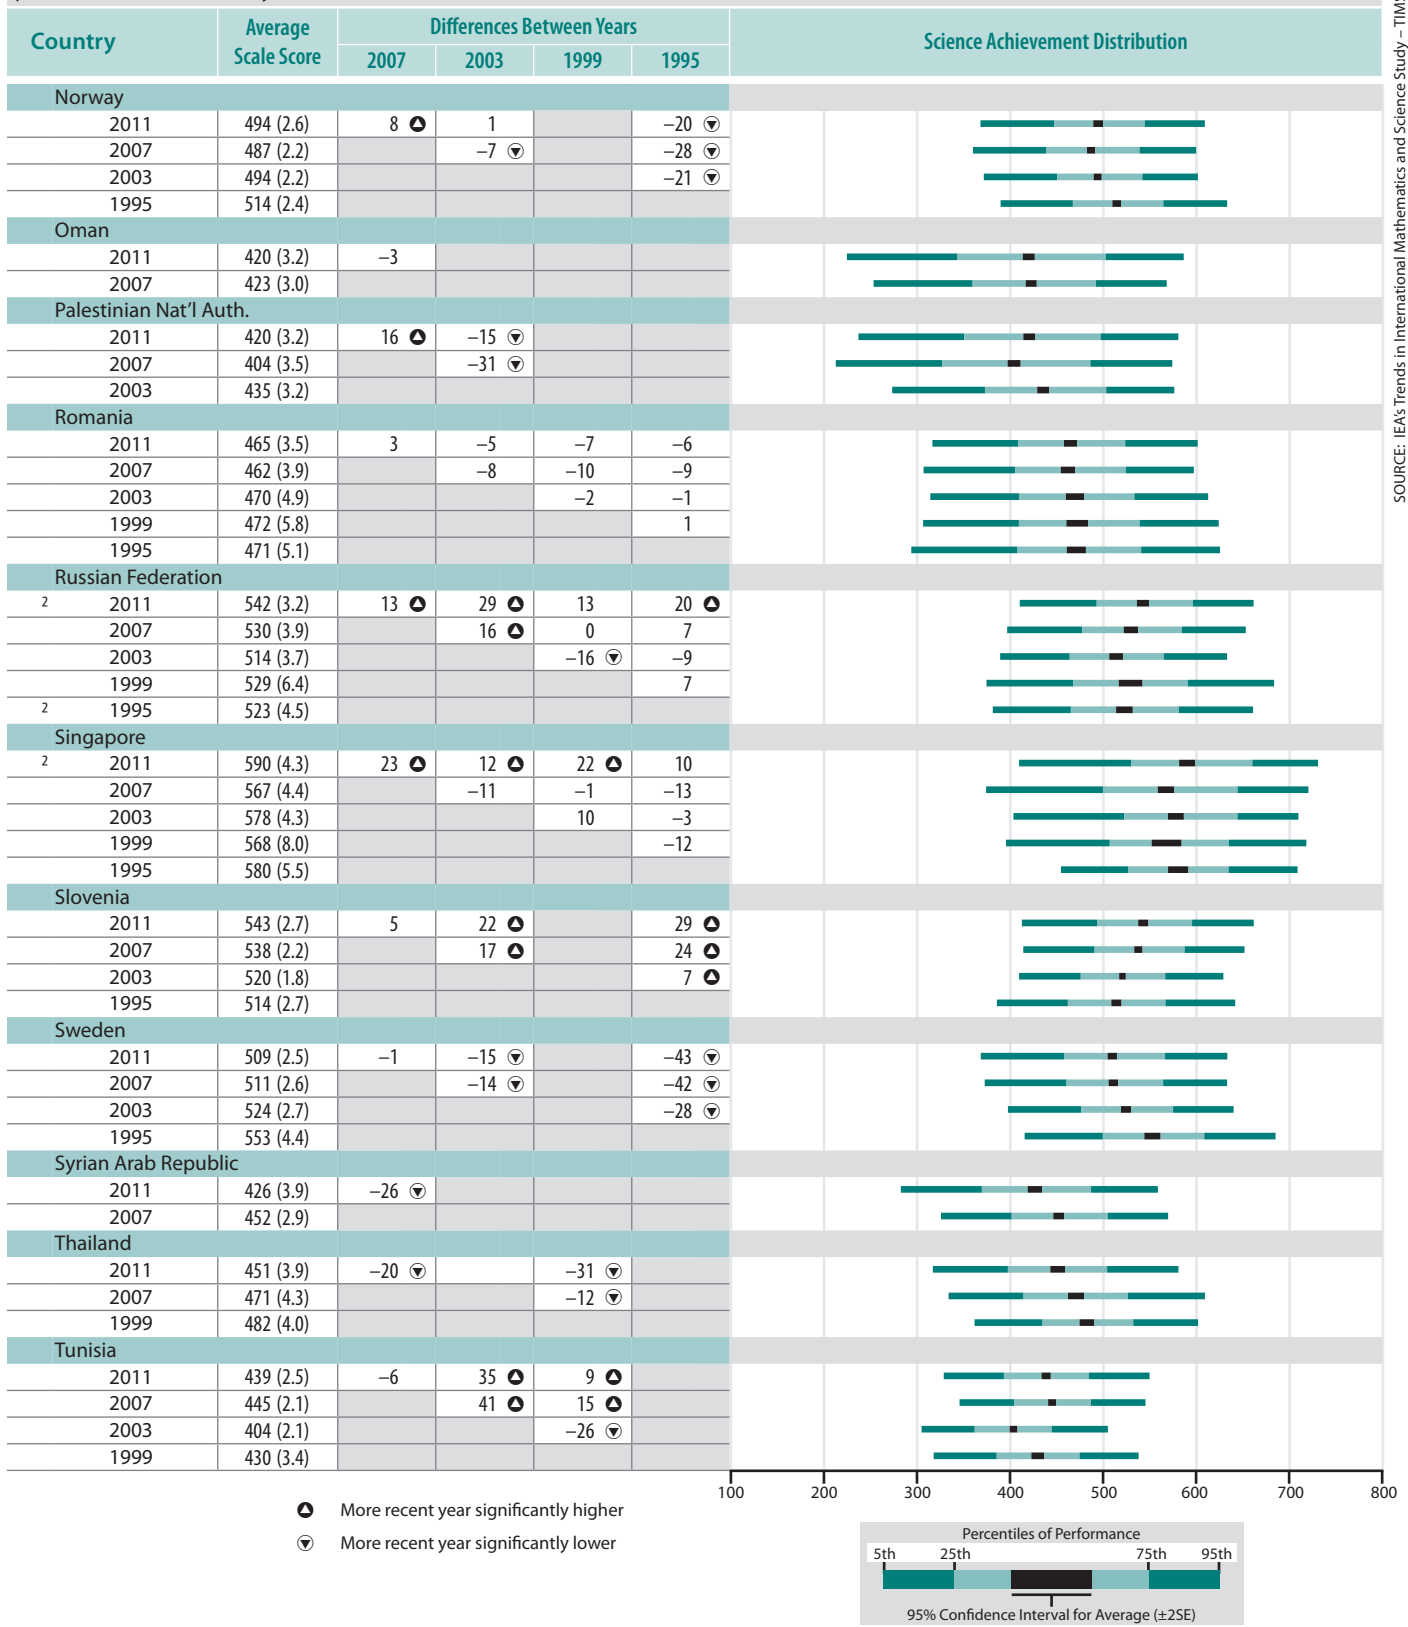 Country Average Scale Score Differences Between Years Science Achievement Distribution
2007 2003 1999 1995
Norway
2011 494 (2.6) 8 1 –20
2007 487 (2.2) –7 –28
2003 494 (2.2) –21
1995 514 (2.4)
Oman
2011 420 (3.2) –3
2007 423 (3.0)
Palestinian Nat'l Auth.
2011 420 (3.2) 16 –15
2007 404 (3.5) –31
2003 435 (3.2)
Romania
2011 465 (3.5) 3 –5 –7 –6
2007 462 (3.9) –8 –10 –9
2003 470 (4.9) –2 –1
1999 472 (5.8) 1
1995 471 (5.1)
Russian Federation
2 2011 542 (3.2) 13 29 13 20
2007 530 (3.9) 16 0 7
2003 514 (3.7) –16 –9
1999 529 (6.4) 7
2 1995 523 (4.5)
Singapore
2 2011 590 (4.3) 23 12 22 10
2007 567 (4.4) –11 –1 –13
2003 578 (4.3) 10 –3
1999 568 (8.0) –12
1995 580 (5.5)
Slovenia
2011 543 (2.7) 5 22 29
2007 538 (2.2) 17 24
2003 520 (1.8) 7
1995 514 (2.7)
Sweden
2011 509 (2.5) –1 –15 –43
2007 511 (2.6) –14 –42
2003 524 (2.7) –28
1995 553 (4.4)
Syrian Arab Republic
2011 426 (3.9) –26
2007 452 (2.9)
Thailand
2011 451 (3.9) –20 –31
2007 471 (4.3) –12
1999 482 (4.0)
Tunisia
2011 439 (2.5) –6 35 9
2007 445 (2.1) 41 15
2003 404 (2.1) –26
1999 430 (3.4)
100 200 300 400 500 600 700 800
More recent year significantly higher
More recent year significantly lower
Percentiles of Performance
5th 25th 75th 95th
95% Confidence Interval for Average (±2SE)
SOURCE: IEA's Trends in International Mathematics and Science Study – TIMS